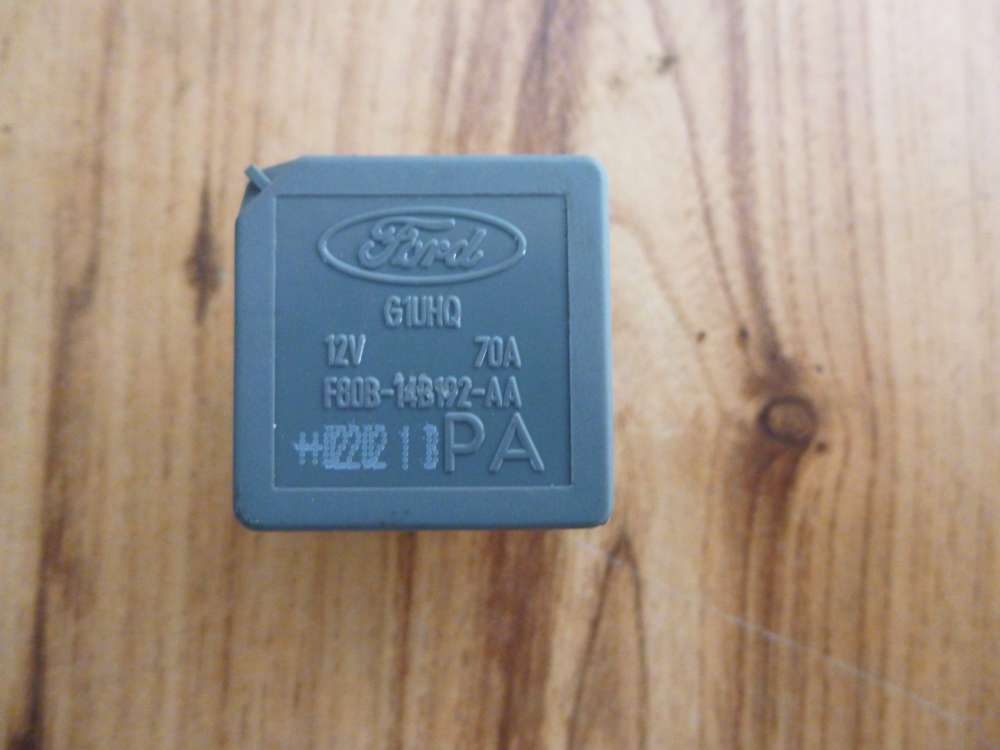 Ford
G1UHQ
12V 70A
F80B-14B192-AA
PA